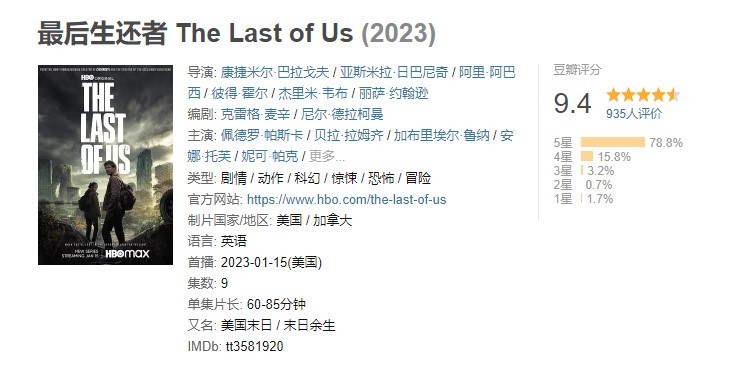 最后生还者 The Last of Us (2023)
HBO ORIGINAL
THE
LAST
OF US
NEW SERIES
STREAMING JAN 15
HBOmax
导演: 康捷米尔·巴拉戈夫 / 亚斯米拉·日巴尼奇 / 阿里·阿巴
西 / 彼得·霍尔 / 杰里米·韦布 / 丽萨·约翰逊
编剧: 克雷格·麦辛 / 尼尔·德拉柯曼
主演: 佩德罗·帕斯卡 / 贝拉·拉姆齐 / 加布里埃尔·鲁纳 / 安
娜·托芙 / 妮可·帕克 / 更多...
类型: 剧情 / 动作 / 科幻 / 惊悚 / 恐怖 / 冒险
官方网站: https://www.hbo.com/the-last-of-us
制片国家/地区: 美国 / 加拿大
语言: 英语
首播: 2023-01-15(美国)
集数: 9
单集片长: 60-85分钟
又名: 美国末日 / 末日余生
IMDb: tt3581920
豆瓣评分
9.4
935人评价
5星 78.8%
4星 15.8%
3星 3.2%
2星 0.7%
1星 1.7%